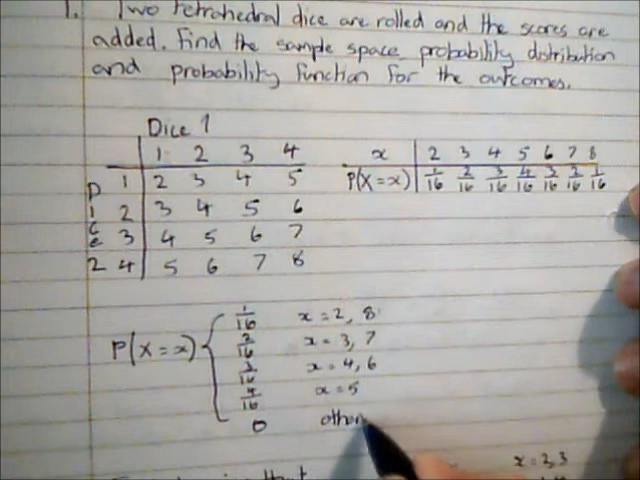 1. Two tetrahedral dice are rolled and the scores are
added. Find the sample space probability distribution
and probability function for the outcomes.
Dice 1
1 2 3 4
Dice 2
1 2 3 4 5
2 3 4 5 6
3 4 5 6 7
4 5 6 7 8
x 2 3 4 5 6 7 8
P(X=x) 1/16 2/16 3/16 4/16 3/16 2/16 1/16
P(X=x) { 1/16 x=2, 8
2/16 x=3, 7
3/16 x=4, 6
4/16 x=5
0 other
x=2,3